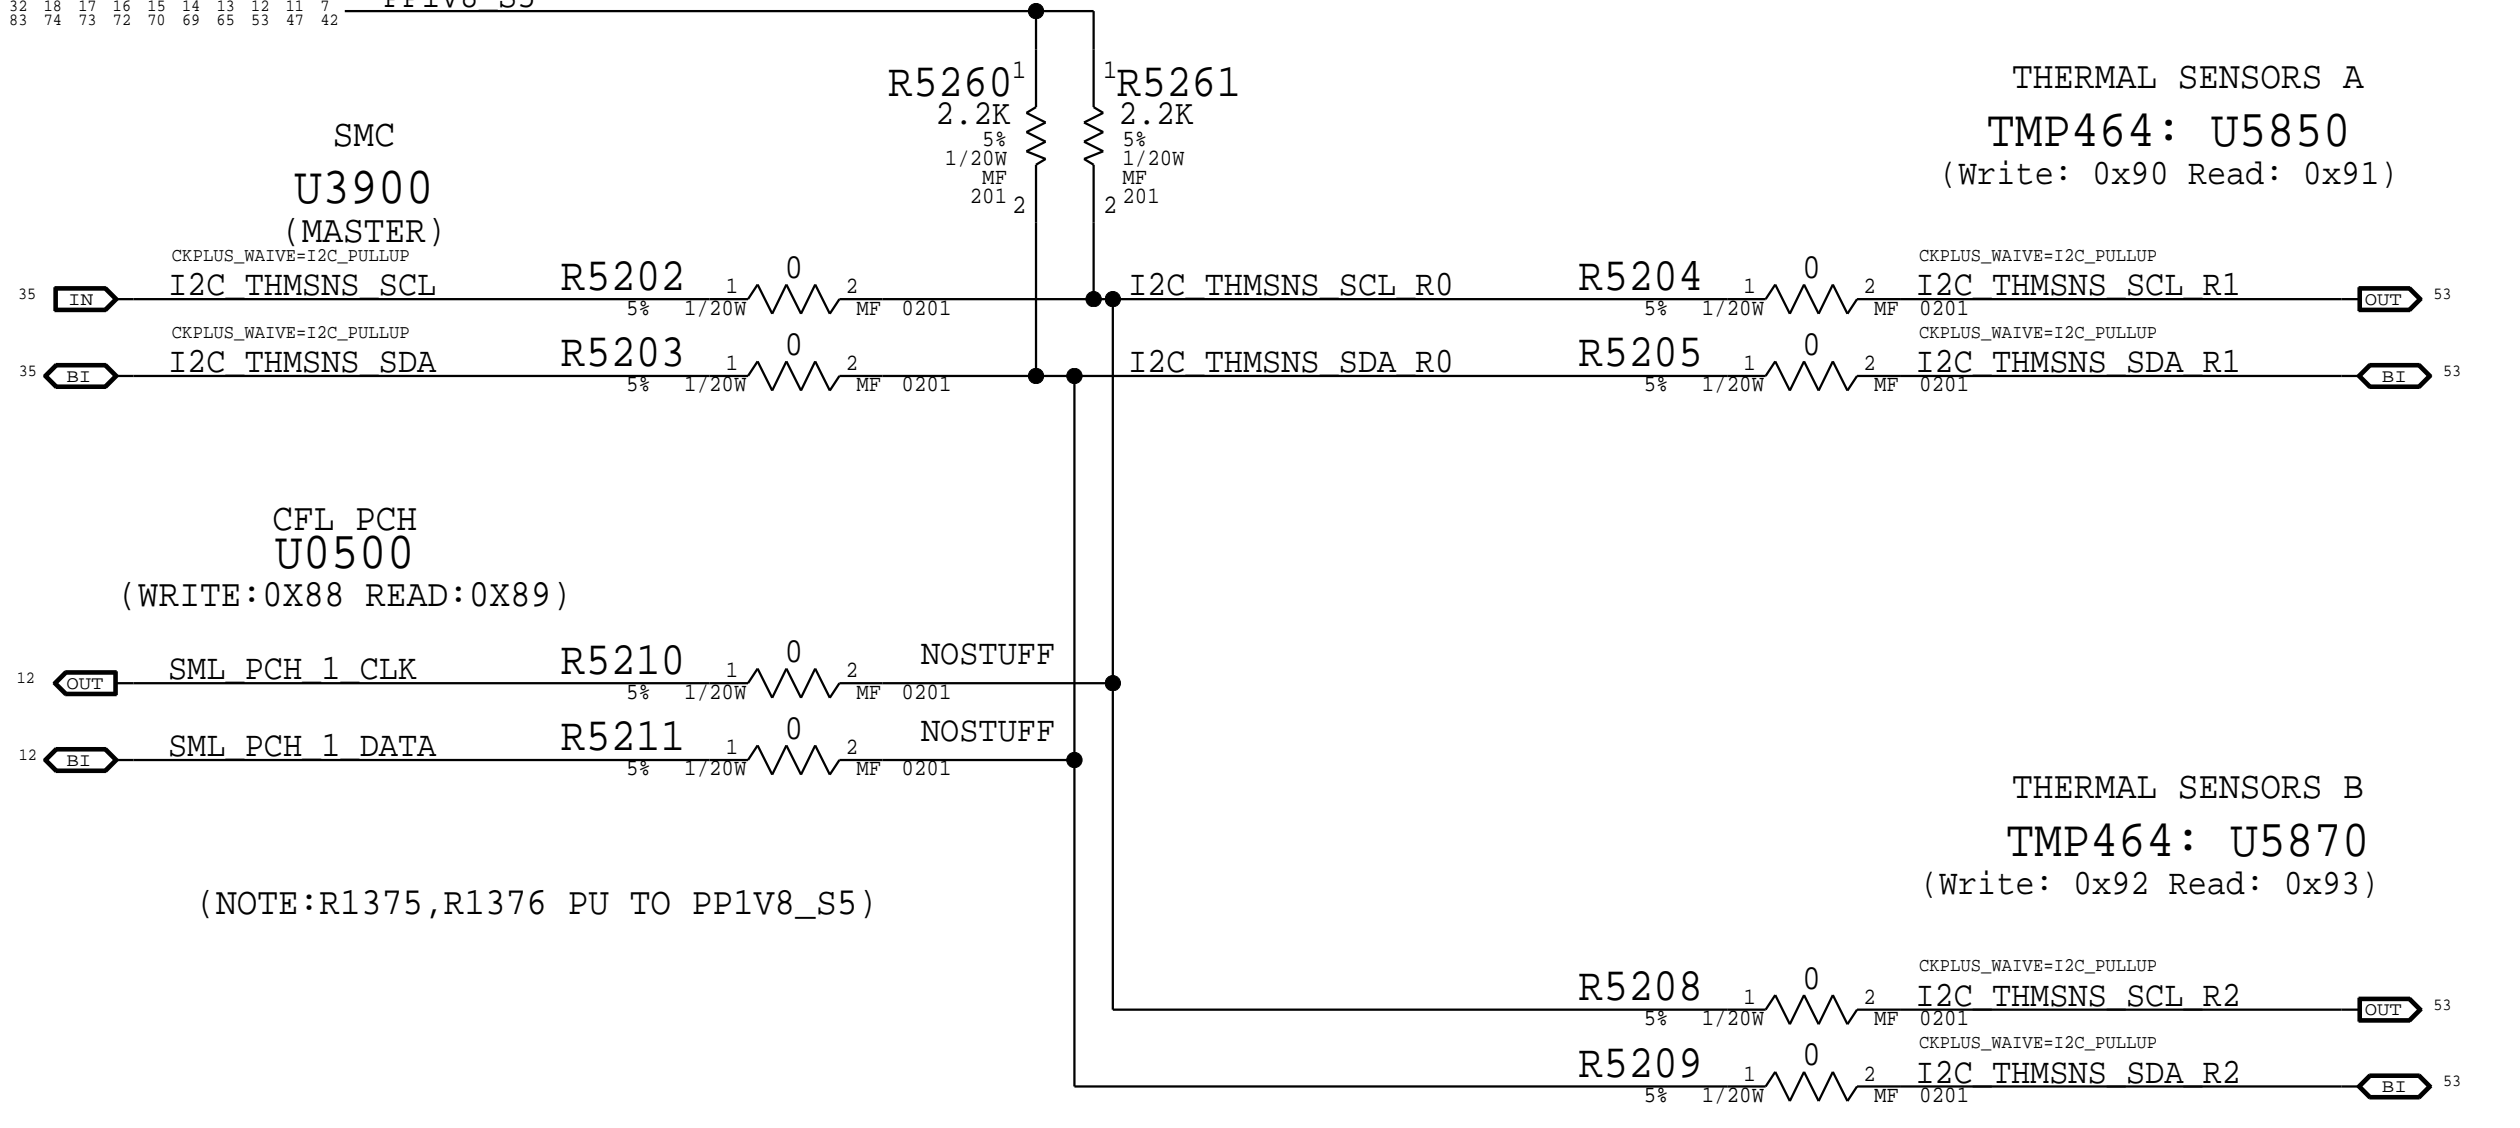 32 18 17 16 15 14 13 12 11 7
83 74 73 72 70 69 65 53 47 42
PP1V8_S5
R5260 1
2.2K
5%
1/20W
MF
201 2
1 R5261
2.2K
5%
1/20W
MF
2 201
THERMAL SENSORS A
TMP464: U5850
(Write: 0x90 Read: 0x91)
SMC
U3900
(MASTER)
CKPLUS_WAIVE=I2C_PULLUP
35 IN I2C_THMSNS_SCL R5202 1 0 2 I2C_THMSNS_SCL_R0 R5204 1 0 2 I2C_THMSNS_SCL_R1 OUT 53
5% 1/20W MF 0201
5% 1/20W MF 0201
CKPLUS_WAIVE=I2C_PULLUP
CKPLUS_WAIVE=I2C_PULLUP
35 BI I2C_THMSNS_SDA R5203 1 0 2 I2C_THMSNS_SDA_R0 R5205 1 0 2 I2C_THMSNS_SDA_R1 BI 53
5% 1/20W MF 0201
5% 1/20W MF 0201
CKPLUS_WAIVE=I2C_PULLUP
CFL PCH
U0500
(WRITE:0X88 READ:0X89)
12 OUT SML_PCH_1_CLK R5210 1 0 2 NOSTUFF
5% 1/20W MF 0201
12 BI SML_PCH_1_DATA R5211 1 0 2 NOSTUFF
5% 1/20W MF 0201
(NOTE:R1375,R1376 PU TO PP1V8_S5)
THERMAL SENSORS B
TMP464: U5870
(Write: 0x92 Read: 0x93)
CKPLUS_WAIVE=I2C_PULLUP
R5208 1 0 2 I2C_THMSNS_SCL_R2 OUT 53
5% 1/20W MF 0201
CKPLUS_WAIVE=I2C_PULLUP
R5209 1 0 2 I2C_THMSNS_SDA_R2 BI 53
5% 1/20W MF 0201